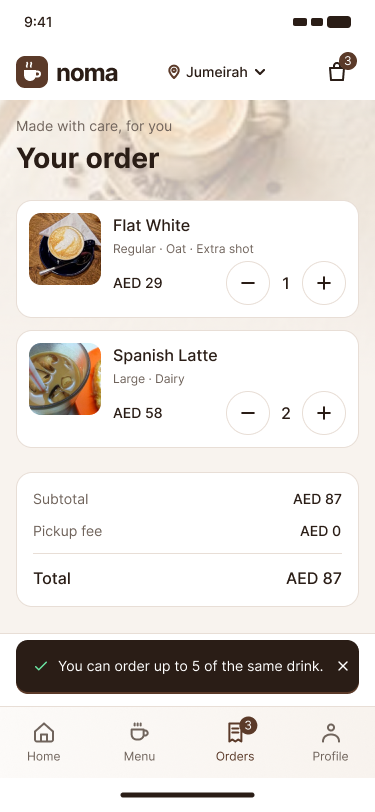 9:41
noma
Jumeirah
3
Made with care, for you
Your order
Flat White
Regular · Oat · Extra shot
AED 29
1
Spanish Latte
Large · Dairy
AED 58
2
Subtotal AED 87
Pickup fee AED 0
Total AED 87
You can order up to 5 of the same drink.
3
Home Menu Orders Profile